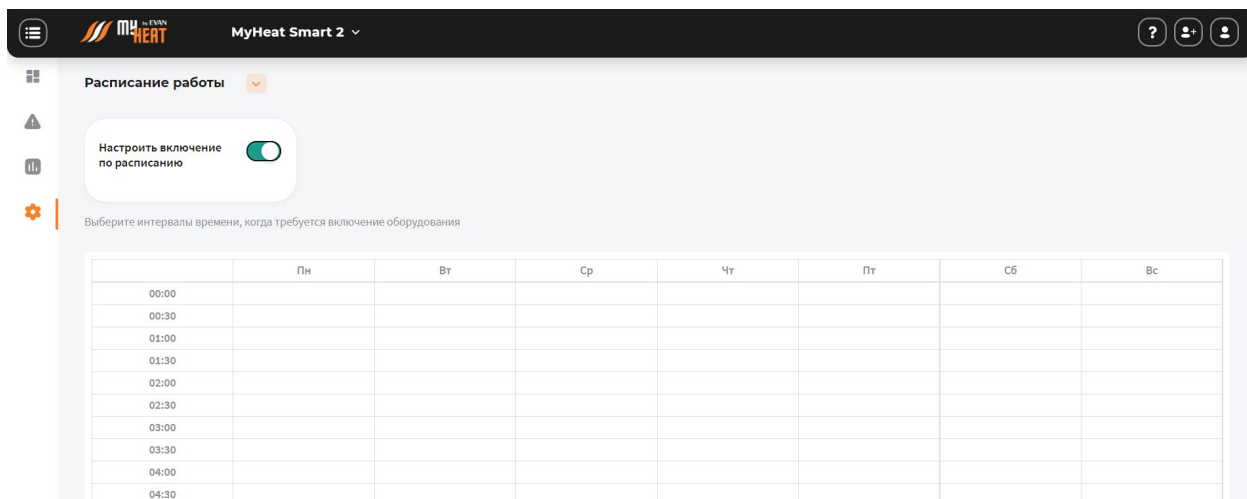 by EVAN
MYHEAT
MyHeat Smart 2
?
Расписание работы
Настроить включение
по расписанию
Выберите интервалы времени, когда требуется включение оборудования
Пн Вт Ср Чт Пт Сб Вс
00:00
00:30
01:00
01:30
02:00
02:30
03:00
03:30
04:00
04:30